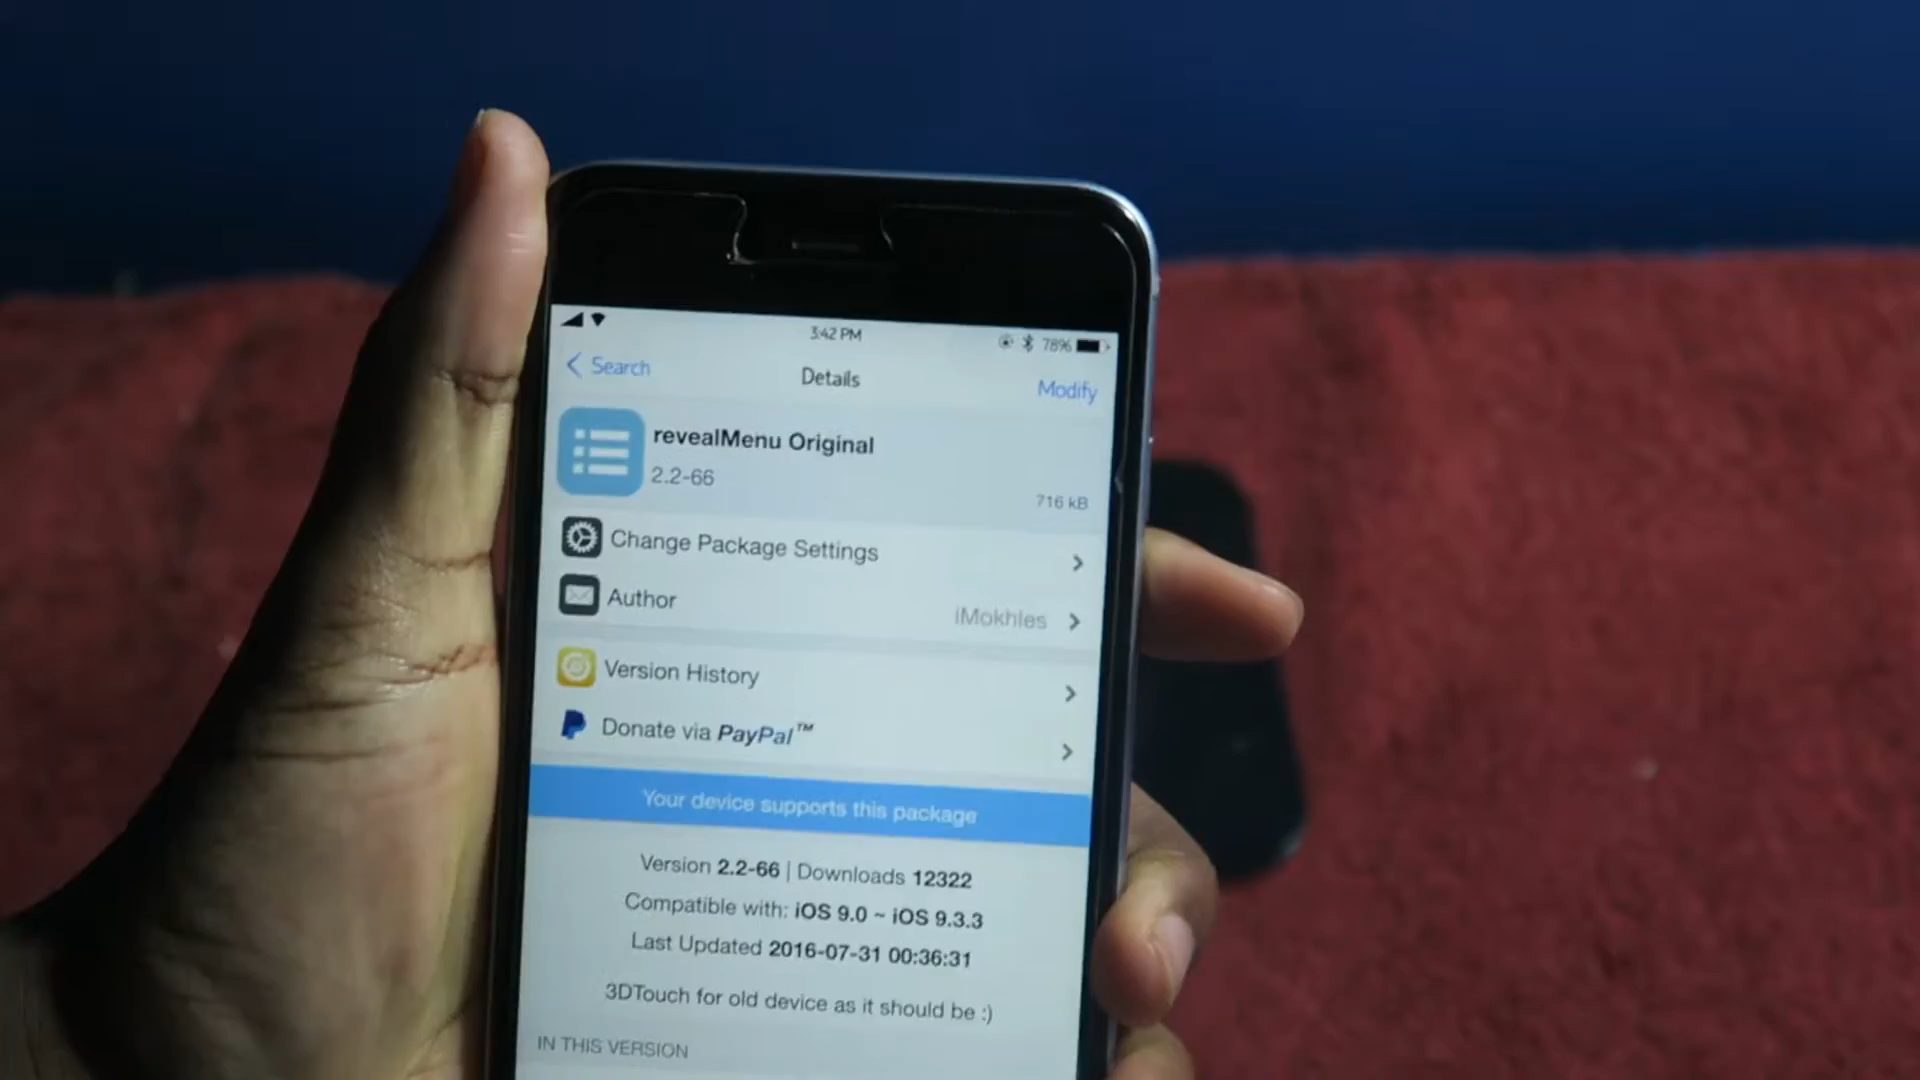 3:42 PM
78%
Search
Details
Modify
revealMenu Original
2.2-66
716 kB
Change Package Settings
Author
iMokhles
Version History
Donate via PayPal™
Your device supports this package
Version 2.2-66 | Downloads 12322
Compatible with: iOS 9.0 ~ iOS 9.3.3
Last Updated 2016-07-31 00:36:31
3DTouch for old device as it should be :)
IN THIS VERSION